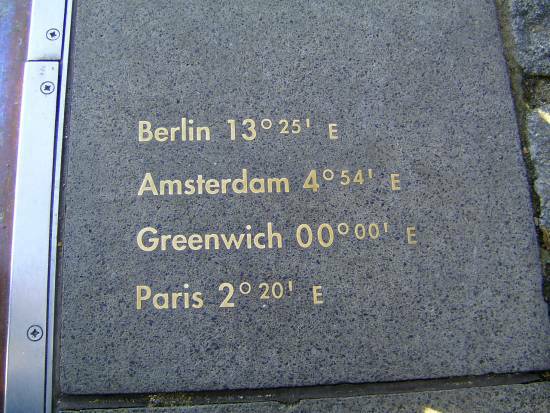 Berlin 13° 25' E
Amsterdam 4° 54' E
Greenwich 00° 00' E
Paris 2° 20' E